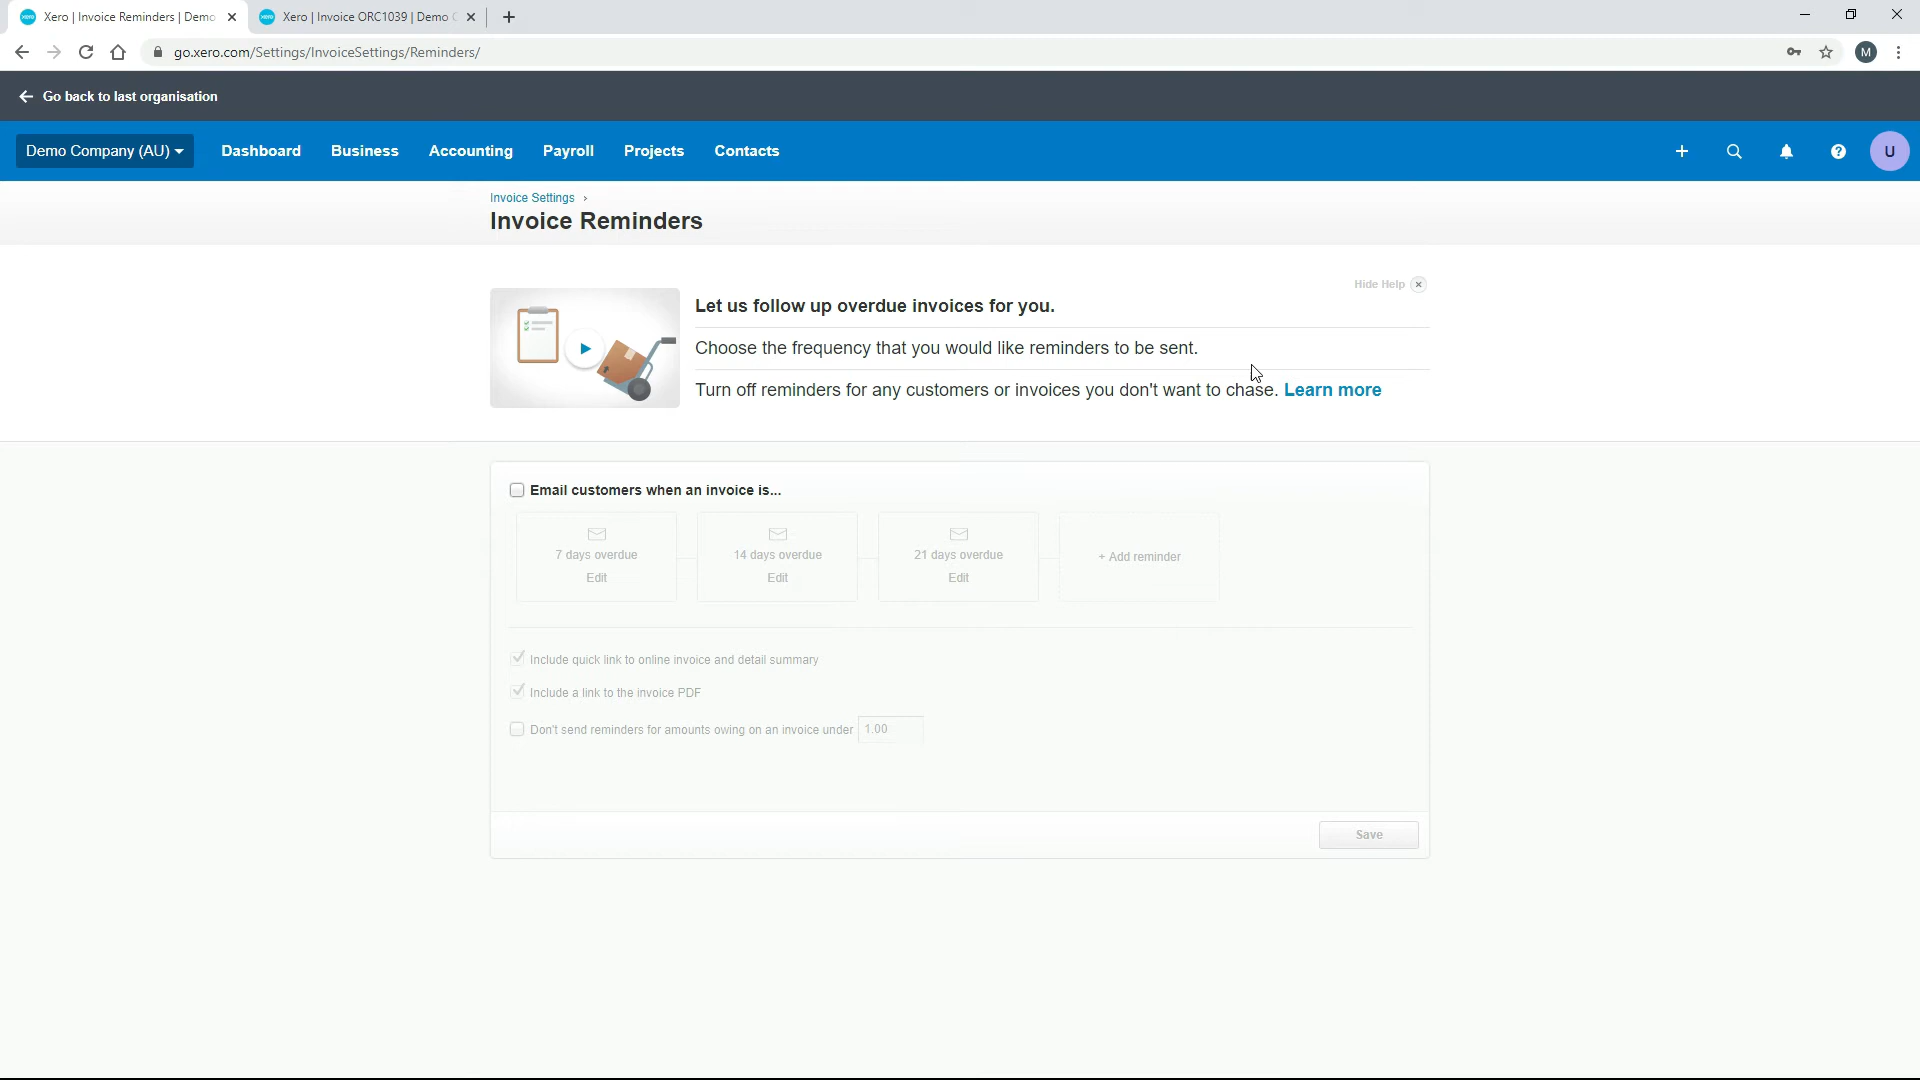 Xero | Invoice Reminders | Demo
Xero | Invoice ORC1039 | Demo C
go.xero.com/Settings/InvoiceSettings/Reminders/
M
Go back to last organisation
Demo Company (AU)
Dashboard
Business
Accounting
Payroll
Projects
Contacts
U
Invoice Settings ›
Invoice Reminders
Hide Help
Let us follow up overdue invoices for you.
Choose the frequency that you would like reminders to be sent.
Turn off reminders for any customers or invoices you don't want to chase. Learn more
Email customers when an invoice is...
7 days overdue
Edit
14 days overdue
Edit
21 days overdue
Edit
+ Add reminder
Include quick link to online invoice and detail summary
Include a link to the invoice PDF
Don't send reminders for amounts owing on an invoice under 1.00
Save